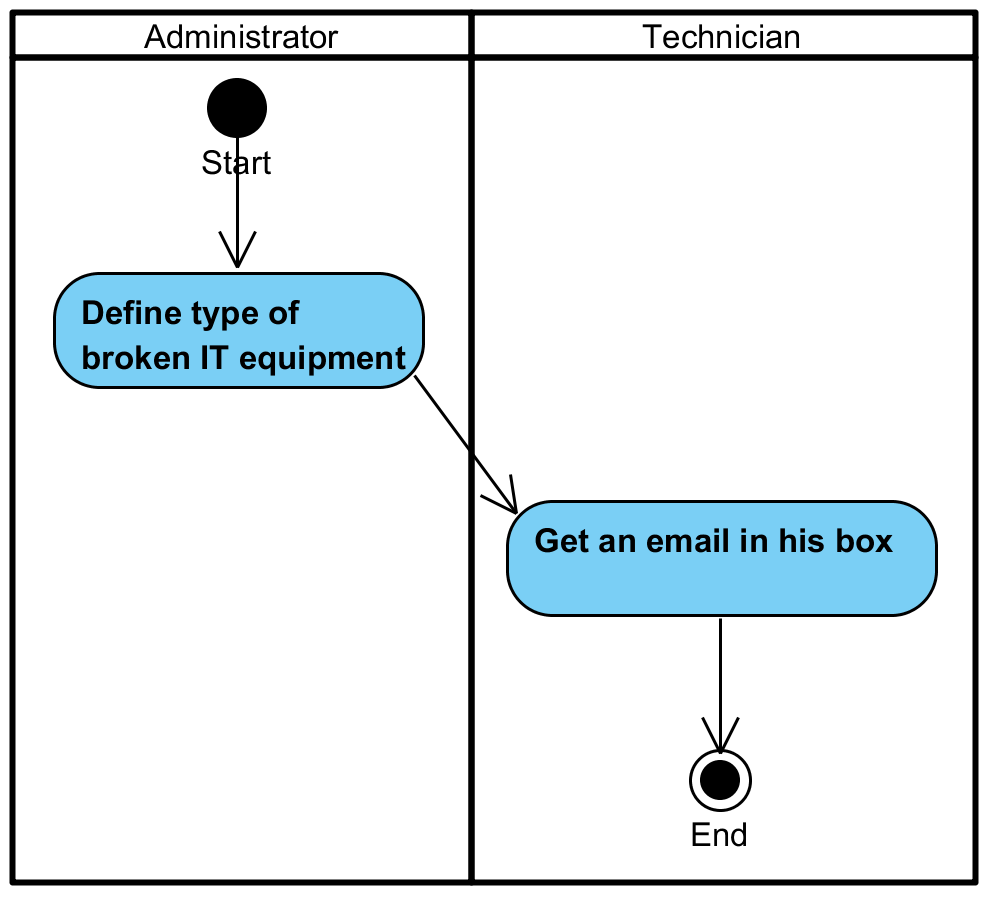 Administrator
Technician
Start
Define type of
broken IT equipment
Get an email in his box
End